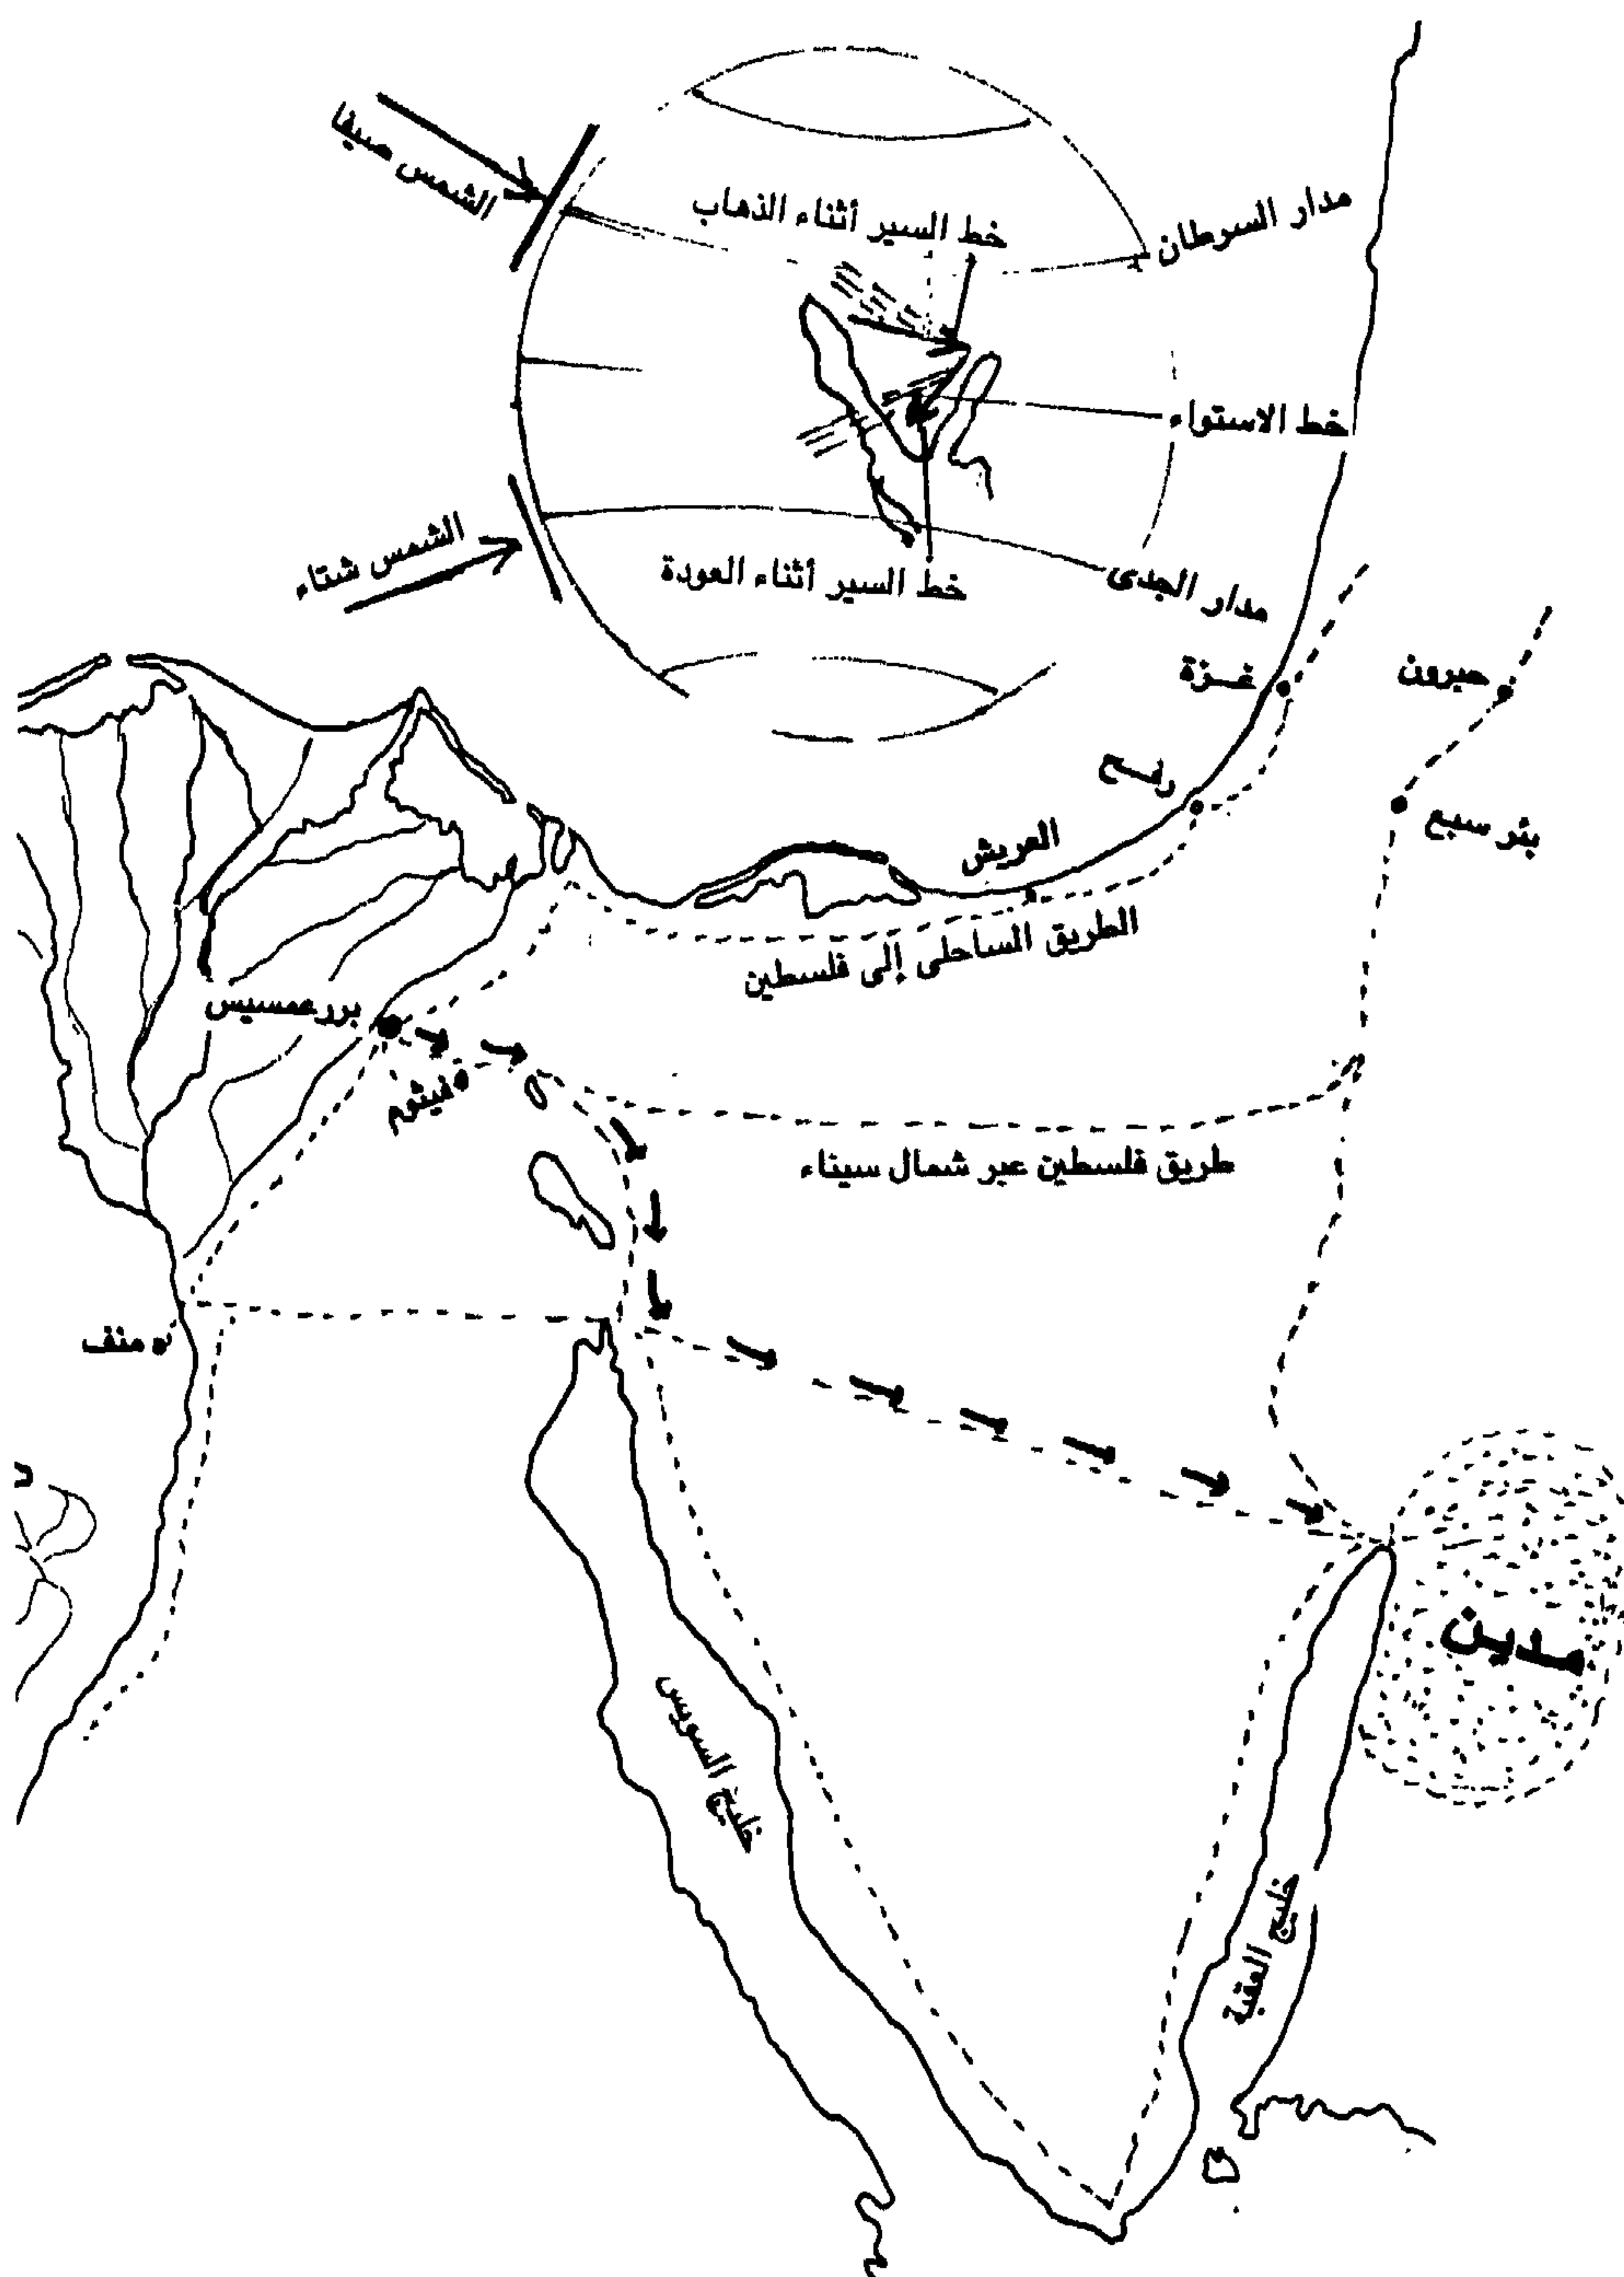 الشمس صيفا
خط السير أثناء الذهاب
مدار السرطان
خط الاستواء
الشمس شتاء
خط السير أثناء العودة
مدار الجدى
غزة
حبرون
رفح
بئر سبع
العريش
الطريق الساحلى إلى فلسطين
بررعمسيس
فيثوم
طريق فلسطين عبر شمال سيناء
منف
مدين
خليج السويس
خليج العقبة